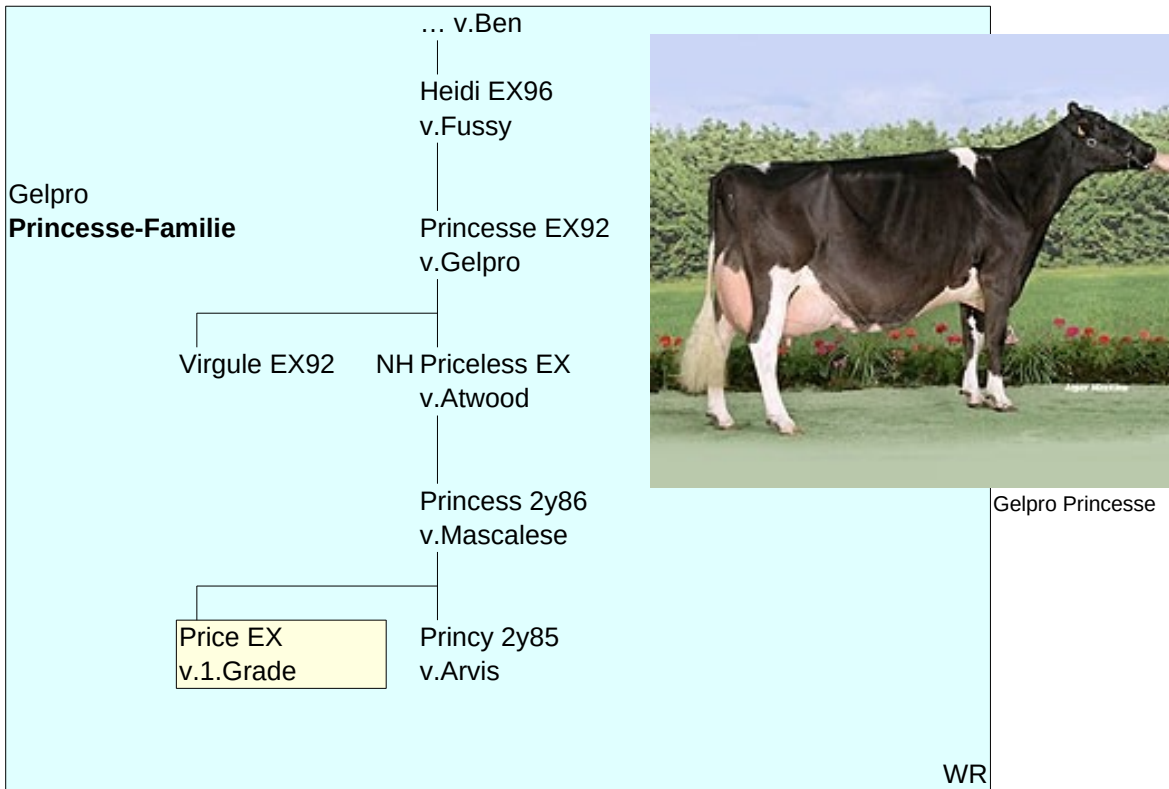 … v.Ben
Heidi EX96
v.Fussy
Gelpro
Princesse-Familie
Princesse EX92
v.Gelpro
Virgule EX92
NH Priceless EX
v.Atwood
Princess 2y86
v.Mascalese
Gelpro Princesse
Price EX
v.1.Grade
Princy 2y85
v.Arvis
WR